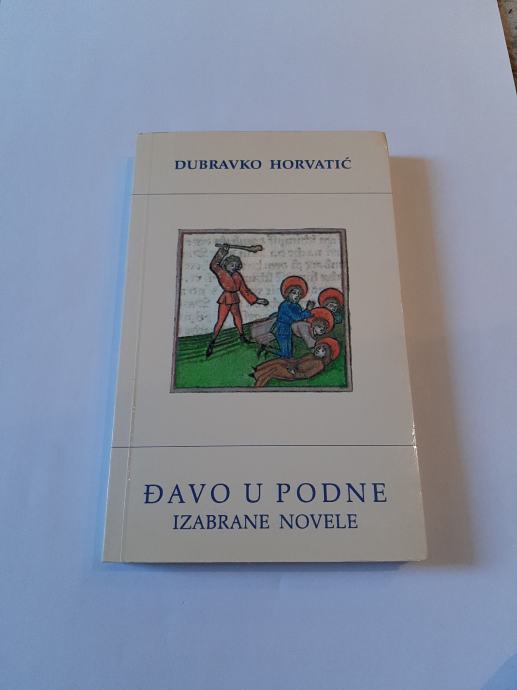 DUBRAVKO HORVATIĆ
ĐAVO U PODNE
IZABRANE NOVELE